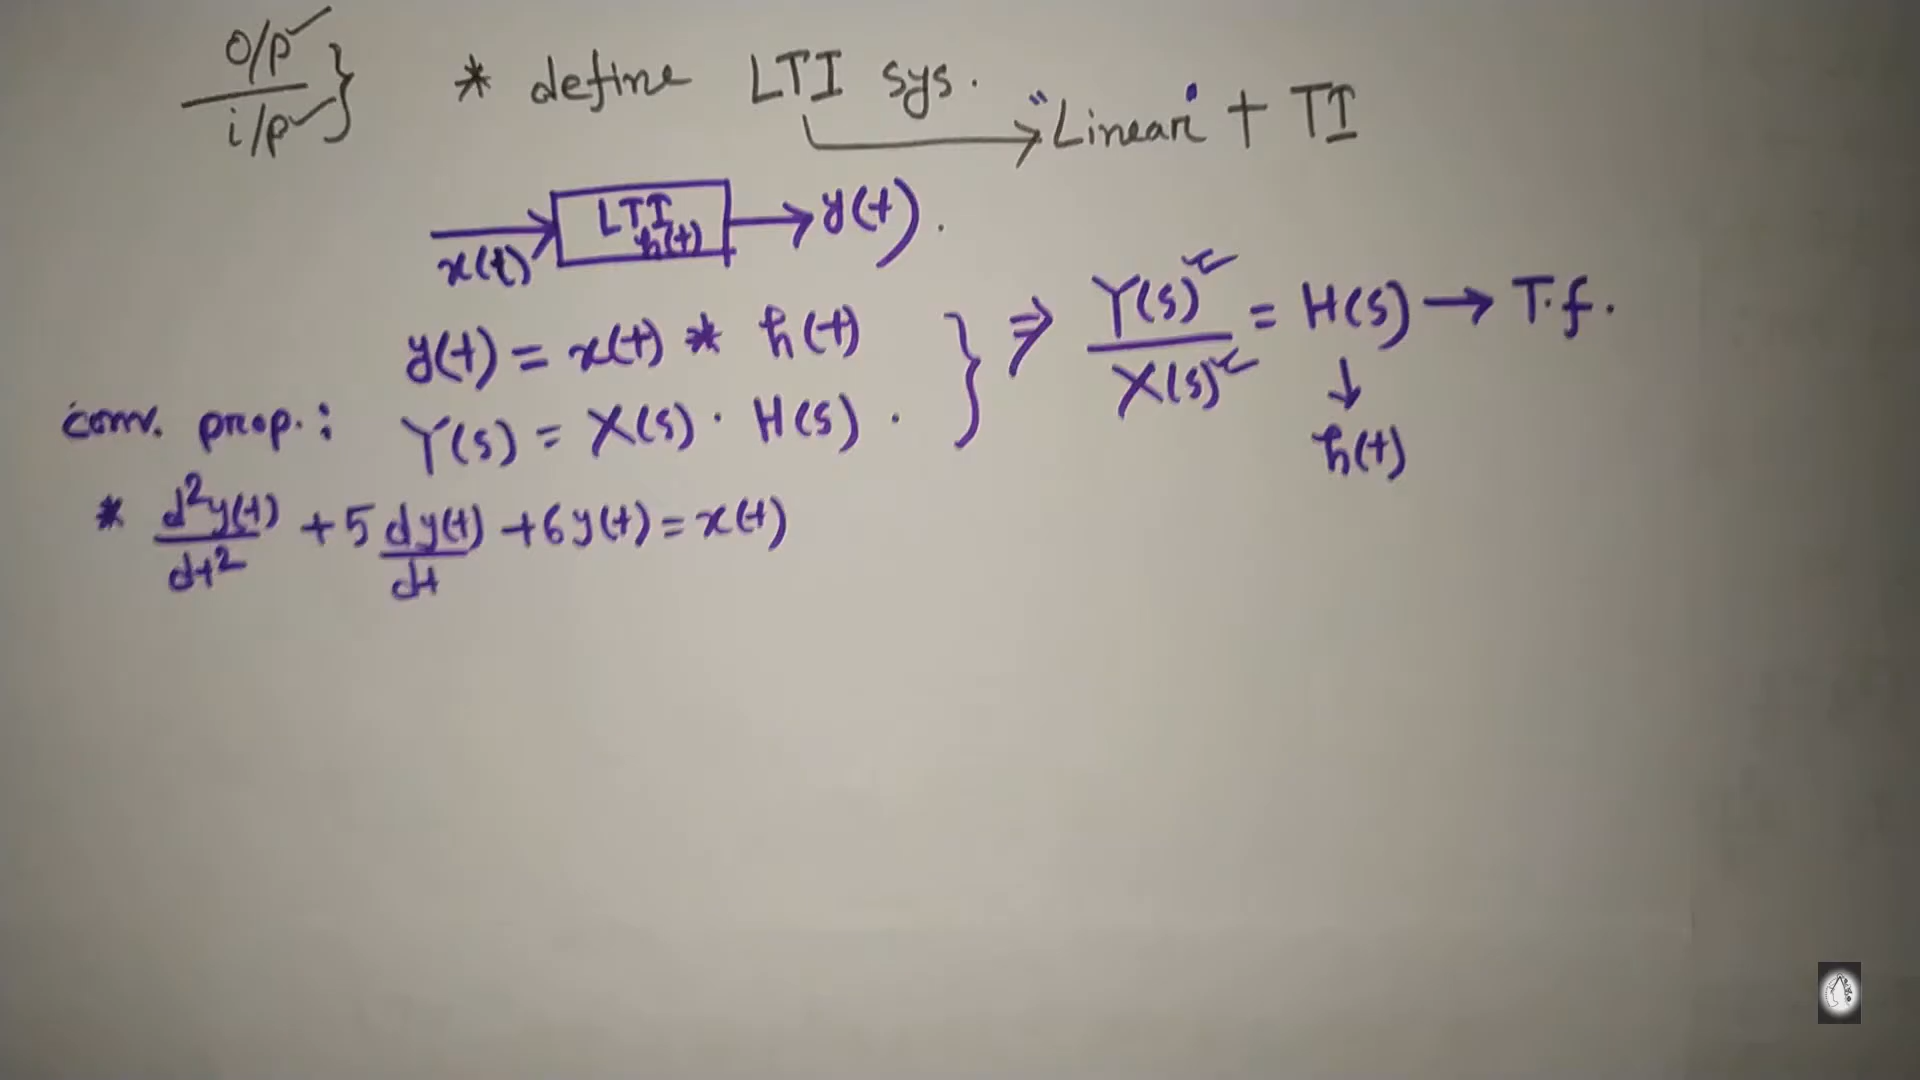 o/p
i/p } * define LTI sys.
"Linear" + TI
x(t) → LTI h(t) → y(t).
y(t) = x(t) * h(t)
conv. prop. : Y(s) = X(s) · H(s) .
} ⇒ Y(s)/X(s) = H(s) → T.f.
↓
h(t)
* d²y(t)/dt² + 5 dy(t)/dt + 6y(t) = x(t)